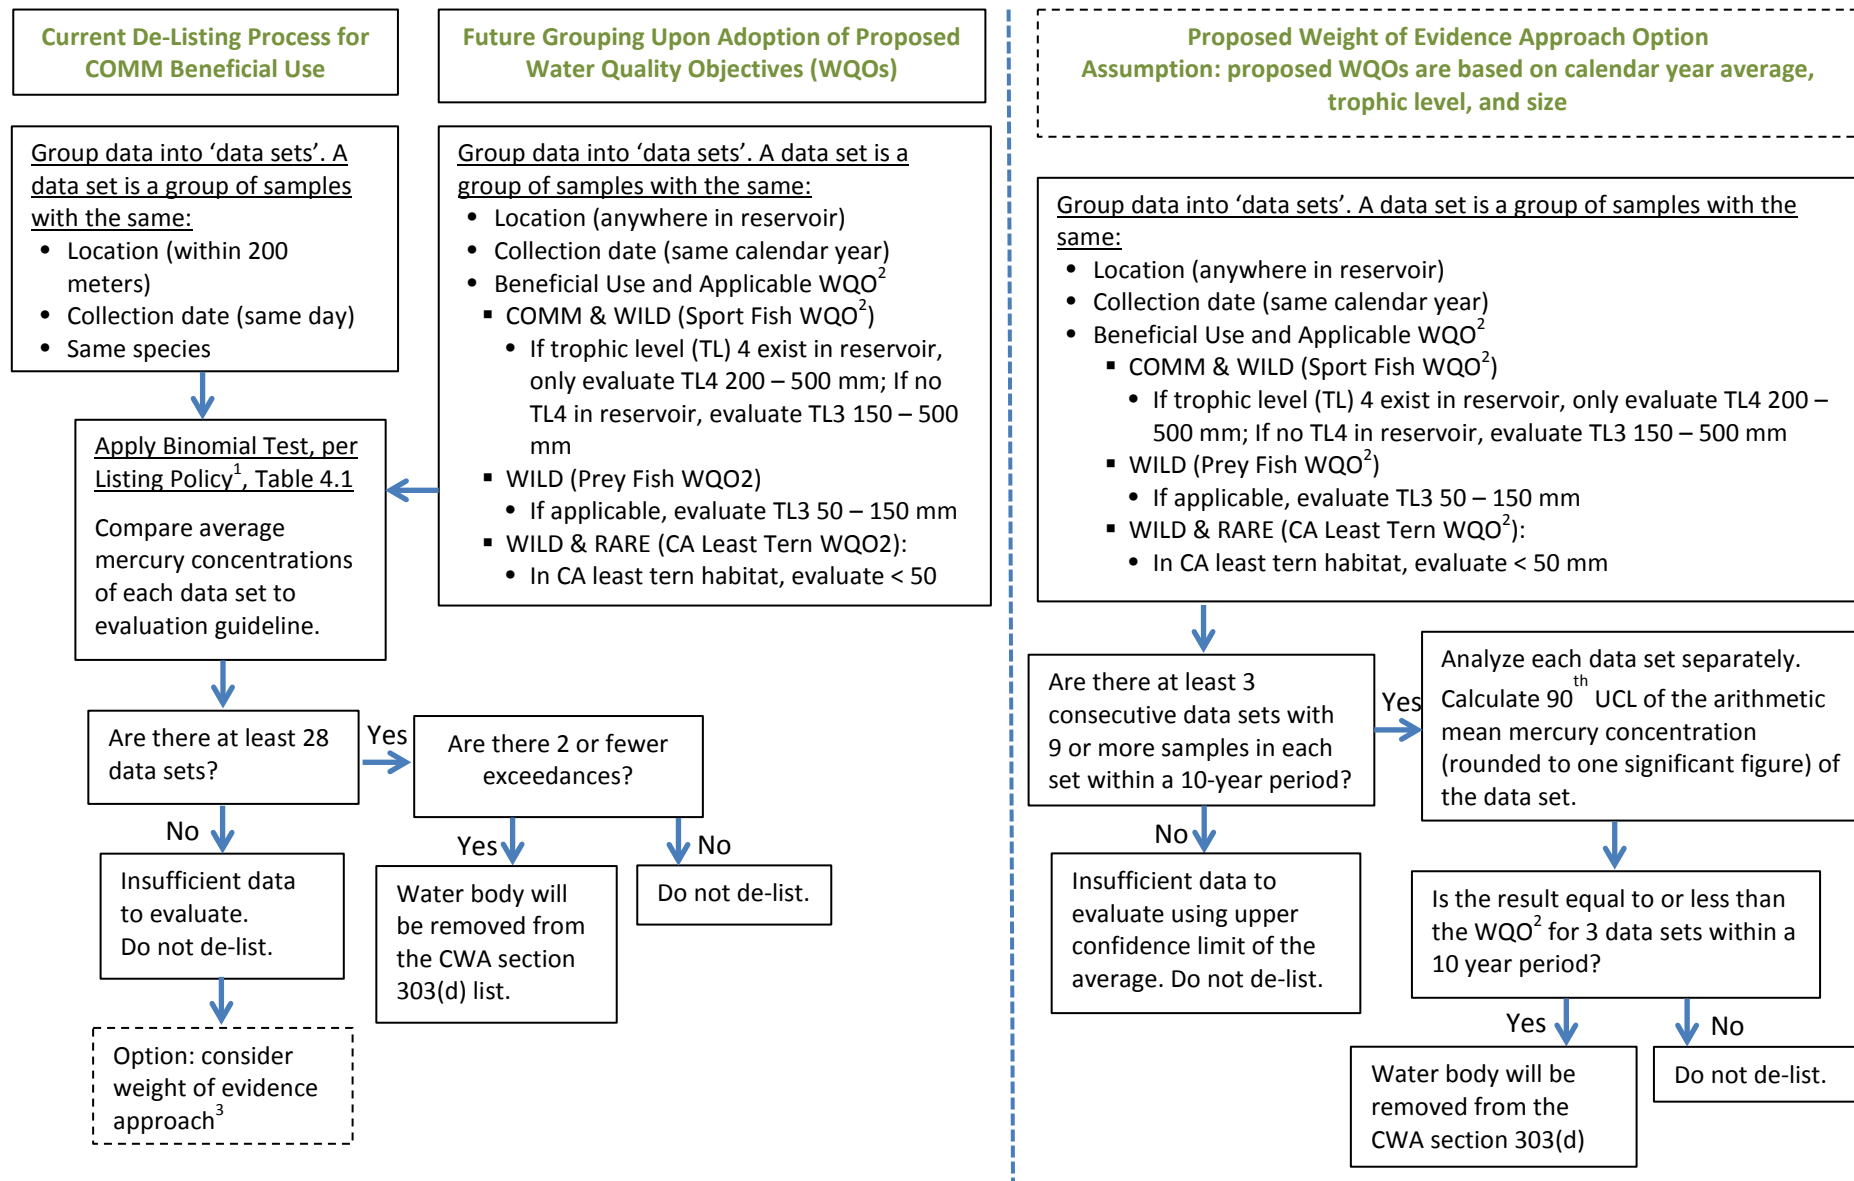 Current De-Listing Process for
COMM Beneficial Use
Future Grouping Upon Adoption of Proposed
Water Quality Objectives (WQOs)
Proposed Weight of Evidence Approach Option
Assumption: proposed WQOs are based on calendar year average,
trophic level, and size
Group data into ‘data sets’. A
data set is a group of samples
with the same:
• Location (within 200
meters)
• Collection date (same day)
• Same species
Group data into ‘data sets’. A data set is a
group of samples with the same:
• Location (anywhere in reservoir)
• Collection date (same calendar year)
• Beneficial Use and Applicable WQO2
▪ COMM & WILD (Sport Fish WQO2)
• If trophic level (TL) 4 exist in reservoir,
only evaluate TL4 200 – 500 mm; If no
TL4 in reservoir, evaluate TL3 150 – 500
mm
▪ WILD (Prey Fish WQO2)
• If applicable, evaluate TL3 50 – 150 mm
▪ WILD & RARE (CA Least Tern WQO2):
• In CA least tern habitat, evaluate < 50
Group data into ‘data sets’. A data set is a group of samples with the
same:
• Location (anywhere in reservoir)
• Collection date (same calendar year)
• Beneficial Use and Applicable WQO2
▪ COMM & WILD (Sport Fish WQO2)
• If trophic level (TL) 4 exist in reservoir, only evaluate TL4 200 –
500 mm; If no TL4 in reservoir, evaluate TL3 150 – 500 mm
▪ WILD (Prey Fish WQO2)
• If applicable, evaluate TL3 50 – 150 mm
▪ WILD & RARE (CA Least Tern WQO2):
• In CA least tern habitat, evaluate < 50 mm
Apply Binomial Test, per
Listing Policy1, Table 4.1
Compare average
mercury concentrations
of each data set to
evaluation guideline.
Are there at least 28
data sets?
Yes
Are there 2 or fewer
exceedances?
No
Insufficient data
to evaluate.
Do not de-list.
Yes
Water body will
be removed from
the CWA section
303(d) list.
No
Do not de-list.
Option: consider
weight of evidence
approach3
Are there at least 3
consecutive data sets with
9 or more samples in each
set within a 10-year period?
Yes
Analyze each data set separately.
Calculate 90th UCL of the arithmetic
mean mercury concentration
(rounded to one significant figure) of
the data set.
No
Insufficient data to
evaluate using upper
confidence limit of the
average. Do not de-list.
Is the result equal to or less than
the WQO2 for 3 data sets within a
10 year period?
Yes
Water body will be
removed from the
CWA section 303(d)
No
Do not de-list.